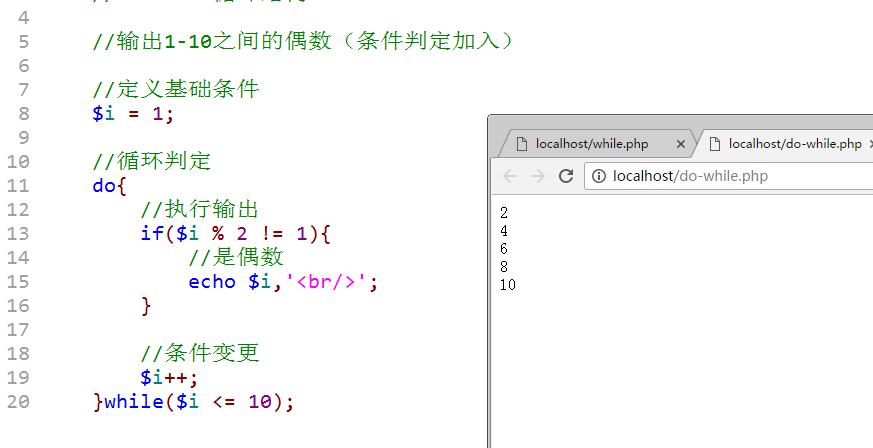 4
5 //输出1-10之间的偶数（条件判定加入）
6
7 //定义基础条件
8 $i = 1;
9
10 //循环判定
11 do{
12 //执行输出
13 if($i % 2 != 1){
14 //是偶数
15 echo $i,'<br/>';
16 }
17
18 //条件变更
19 $i++;
20 }while($i <= 10);
localhost/while.php
localhost/do-while.php
localhost/do-while.php
2
4
6
8
10